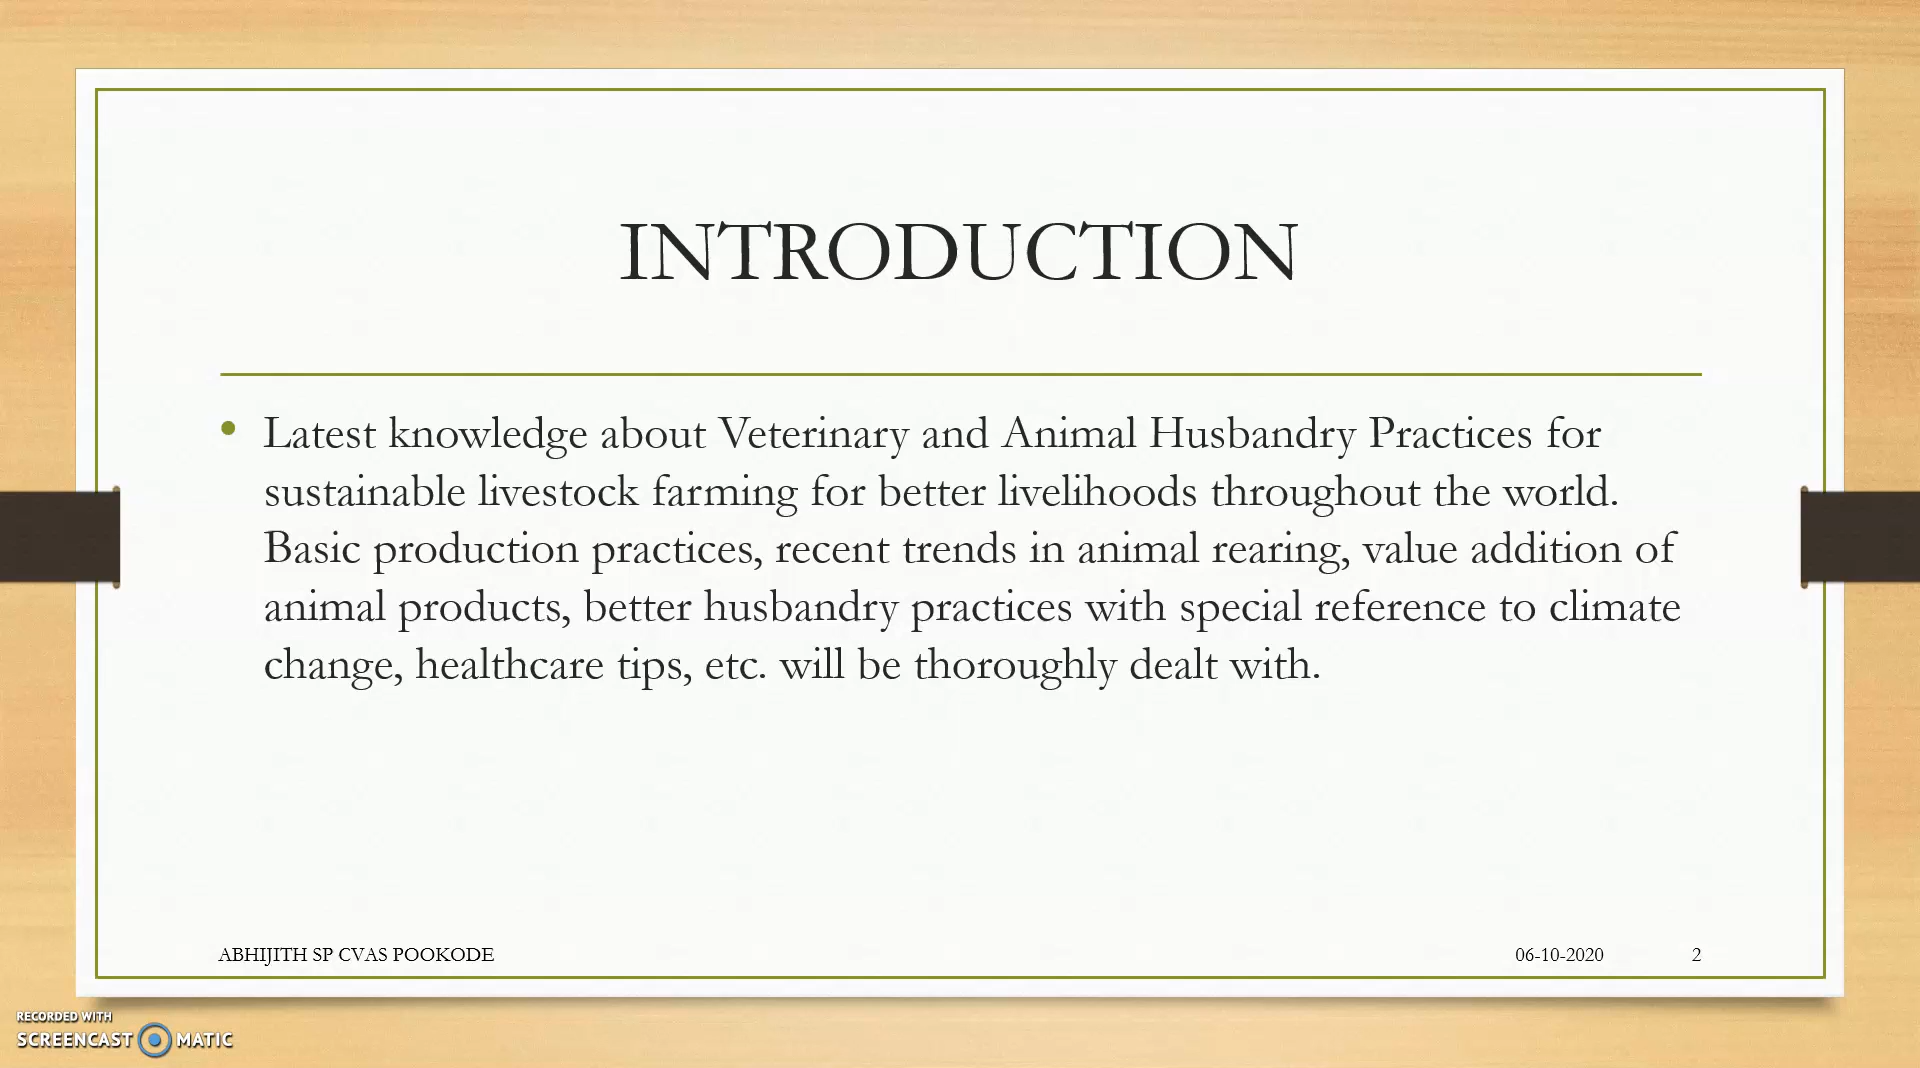 INTRODUCTION
• Latest knowledge about Veterinary and Animal Husbandry Practices for
sustainable livestock farming for better livelihoods throughout the world.
Basic production practices, recent trends in animal rearing, value addition of
animal products, better husbandry practices with special reference to climate
change, healthcare tips, etc. will be thoroughly dealt with.
ABHIJITH SP CVAS POOKODE 06-10-2020 2
RECORDED WITH
SCREENCAST MATIC